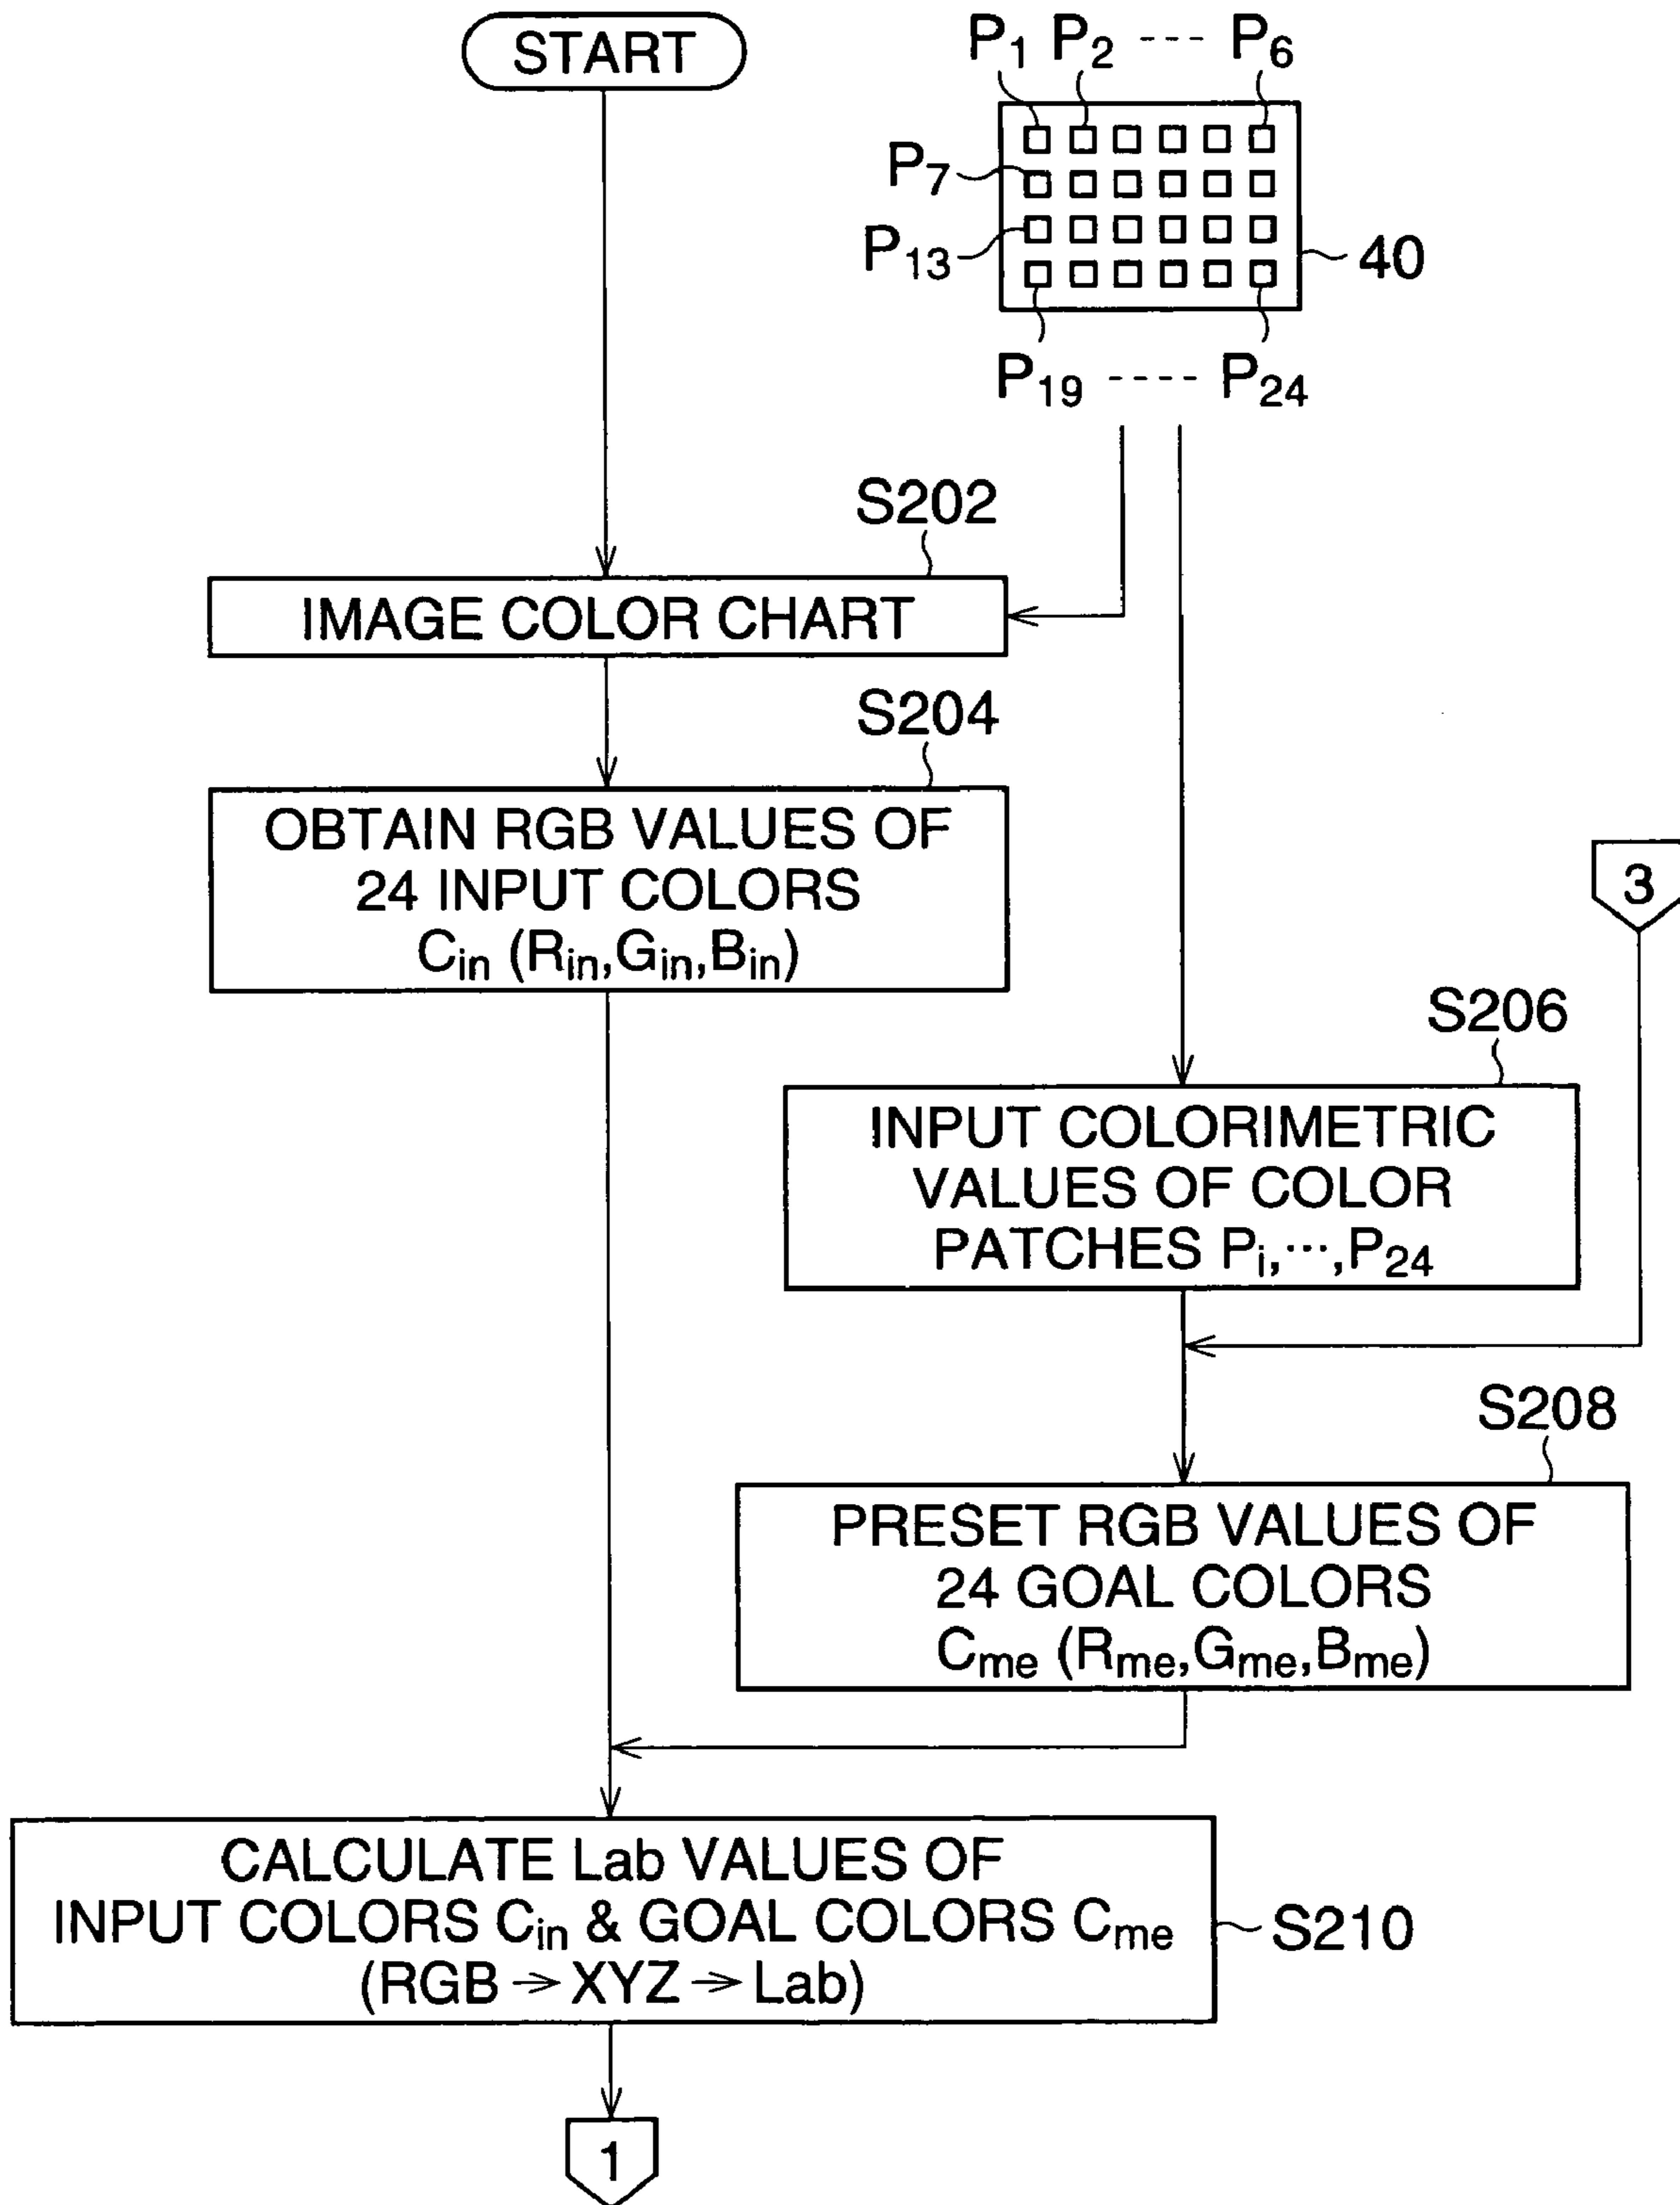 START
P₁ P₂ ---- P₆
P₇
P₁₃
40
P₁₉ ---- P₂₄
S202
IMAGE COLOR CHART
S204
OBTAIN RGB VALUES OF
24 INPUT COLORS
Cᵢₙ (Rᵢₙ,Gᵢₙ,Bᵢₙ)
3
S206
INPUT COLORIMETRIC
VALUES OF COLOR
PATCHES Pᵢ,···,P₂₄
S208
PRESET RGB VALUES OF
24 GOAL COLORS
Cₘₑ (Rₘₑ,Gₘₑ,Bₘₑ)
CALCULATE Lab VALUES OF
INPUT COLORS Cᵢₙ & GOAL COLORS Cₘₑ
(RGB → XYZ → Lab)
S210
1